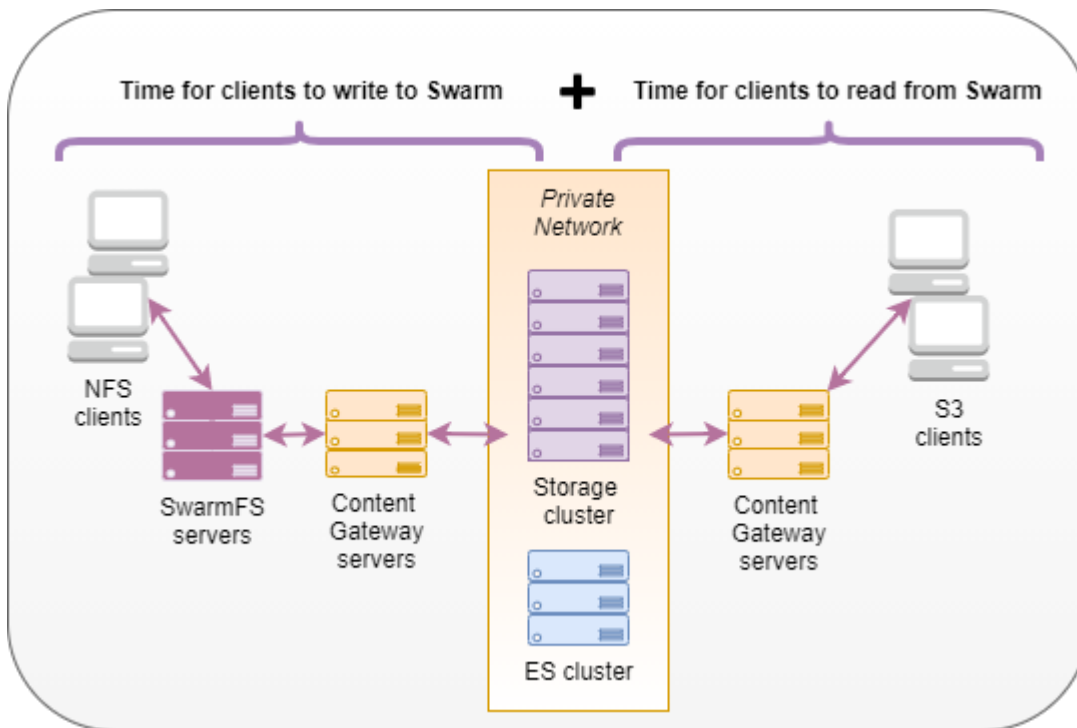 Time for clients to write to Swarm
+
Time for clients to read from Swarm
Private
Network
NFS
clients
SwarmFS
servers
Content
Gateway
servers
Storage
cluster
ES cluster
Content
Gateway
servers
S3
clients